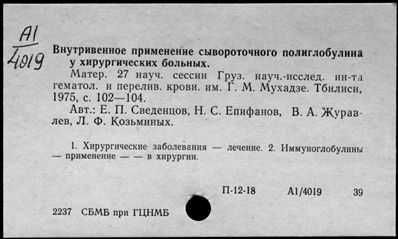 А1
4019
Внутривенное применение сывороточного полиглобулина
у хирургических больных.
Матер. 27 науч. сессии Груз. науч.-исслед. ин-та
гематол. и перелив. крови. им. Г. М. Мухадзе. Тбилиси,
1975, с. 102—104.
Авт.: Е. П. Сведенцов, Н. С. Епифанов, В. А. Журав-
лев, Л. Ф. Козьминых.
1. Хирургические заболевания — лечение. 2. Иммуноглобулины
— применение — — в хирургии.
П-12-18 А1/4019 39
2237 СБМБ при ГЦНМБ